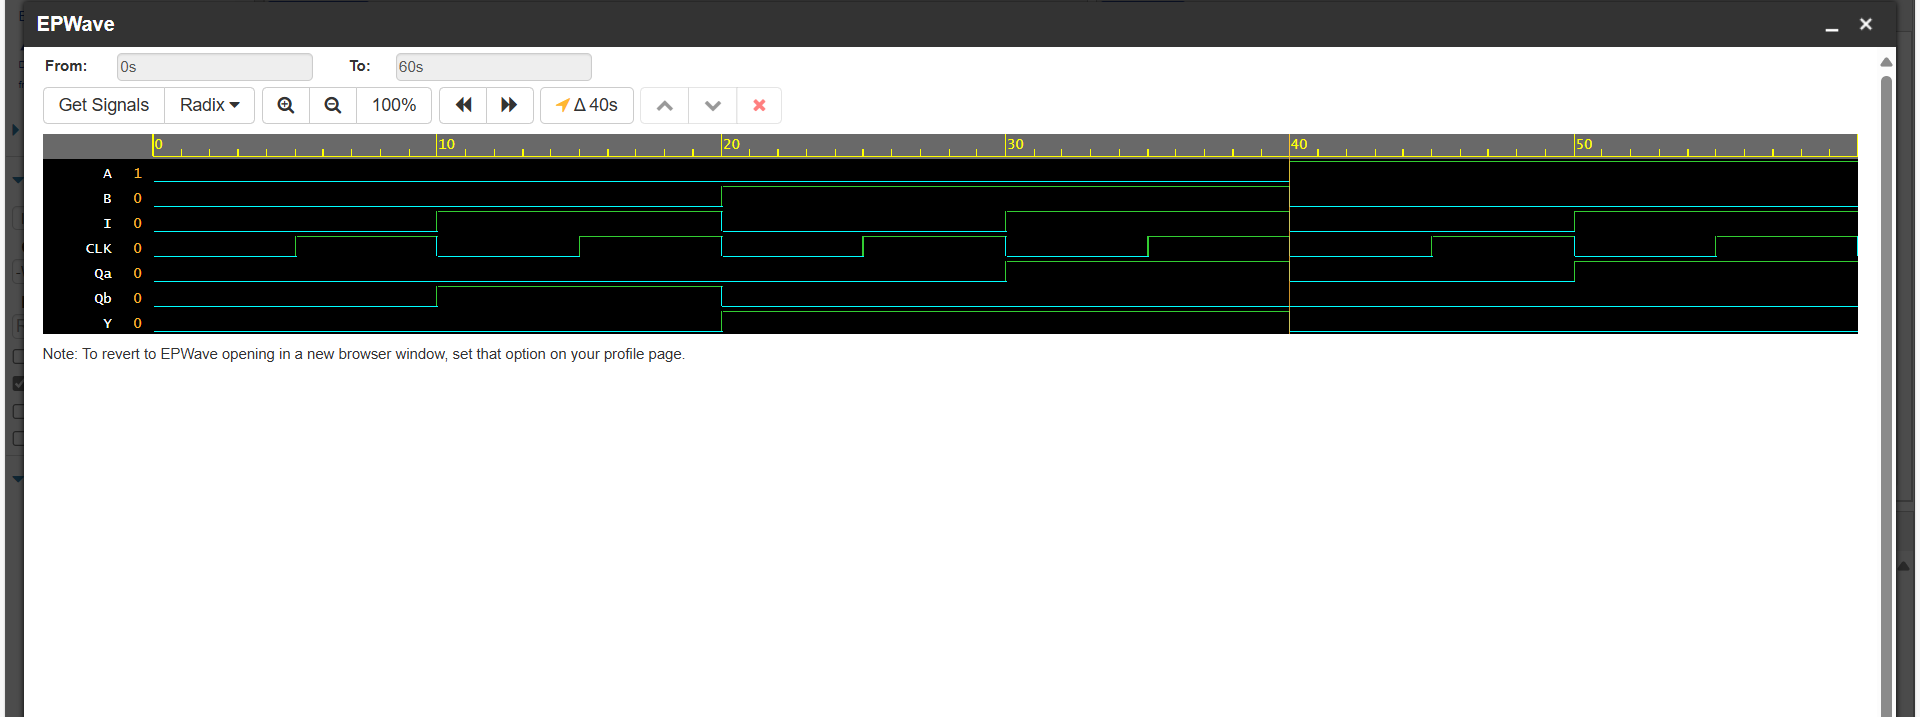 EPWave
From: 0s To: 60s
Get Signals Radix 100% Δ 40s
0 10 20 30 40 50
A 1
B 0
I 0
CLK 0
Qa 0
Qb 0
Y 0
Note: To revert to EPWave opening in a new browser window, set that option on your profile page.